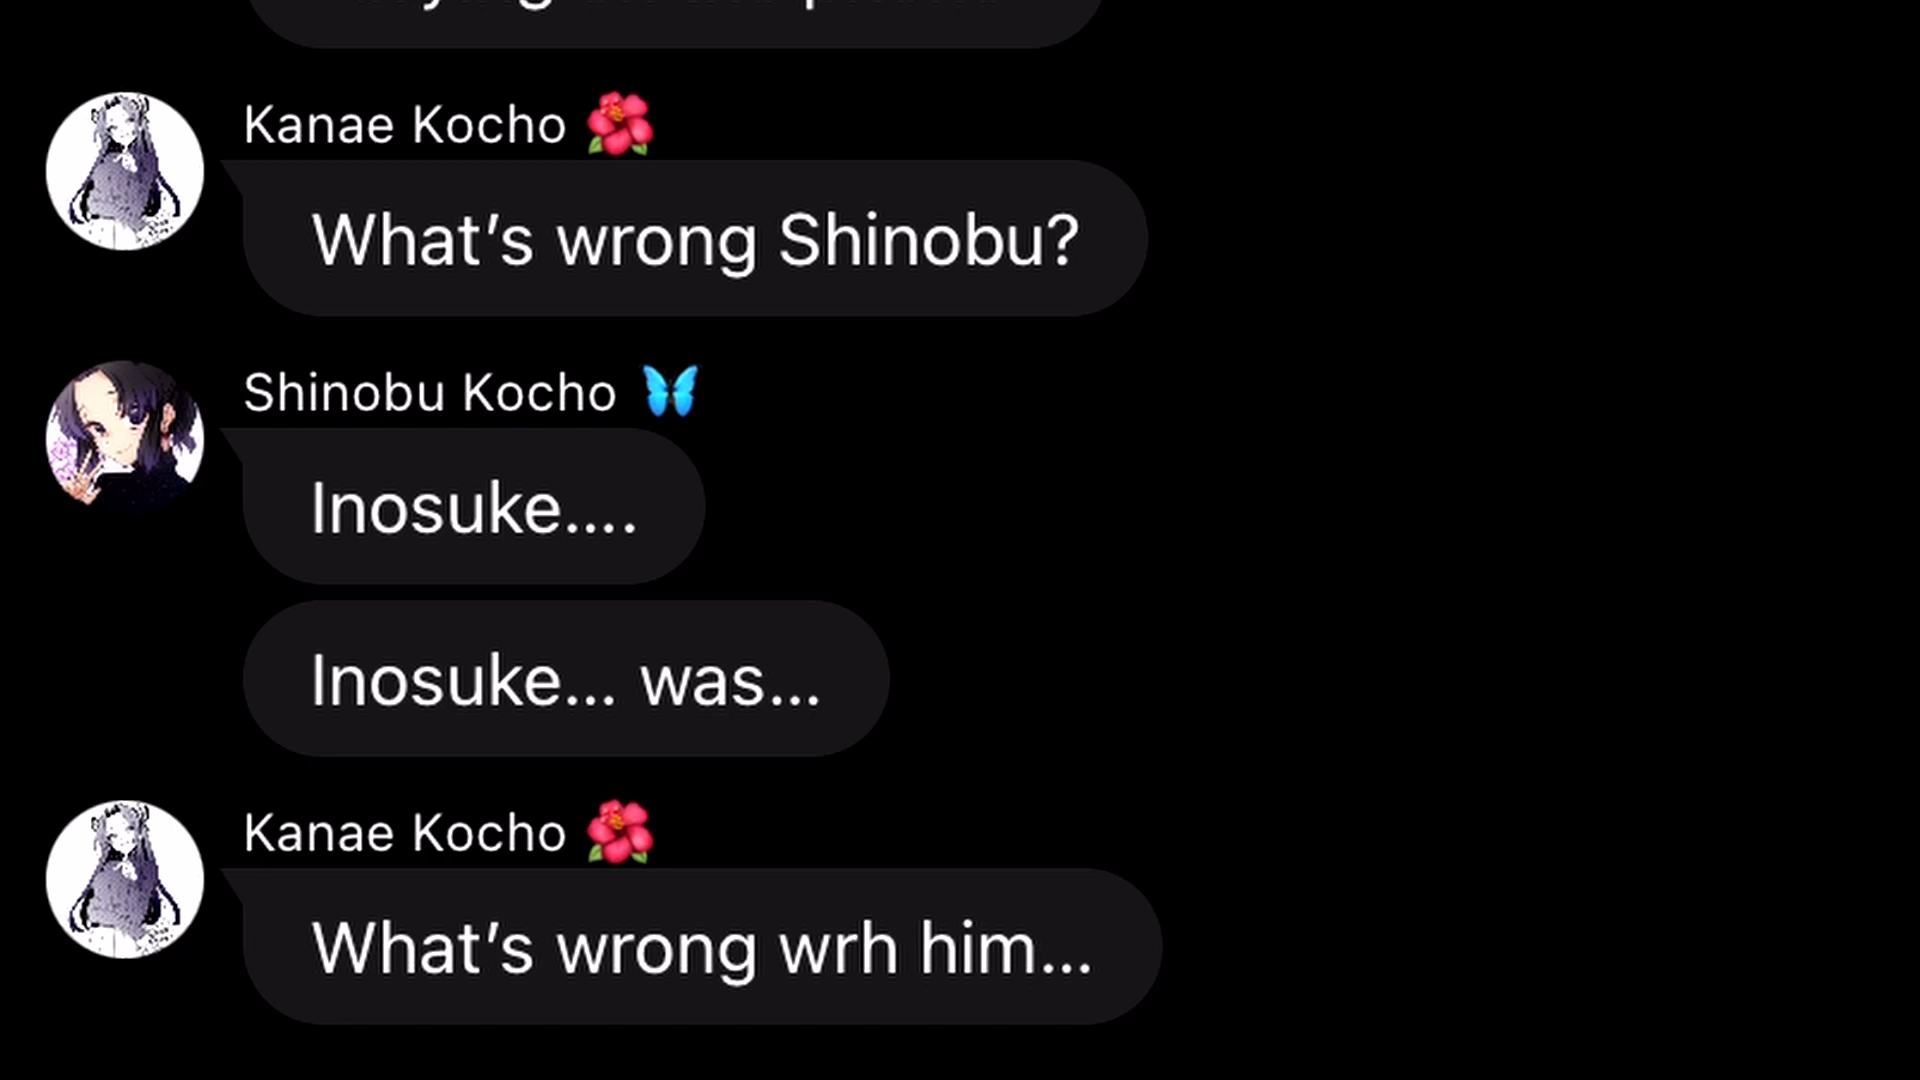 Kanae Kocho 🌺
What’s wrong Shinobu?
Shinobu Kocho 🦋
Inosuke....
Inosuke... was...
Kanae Kocho 🌺
What’s wrong wrh him...